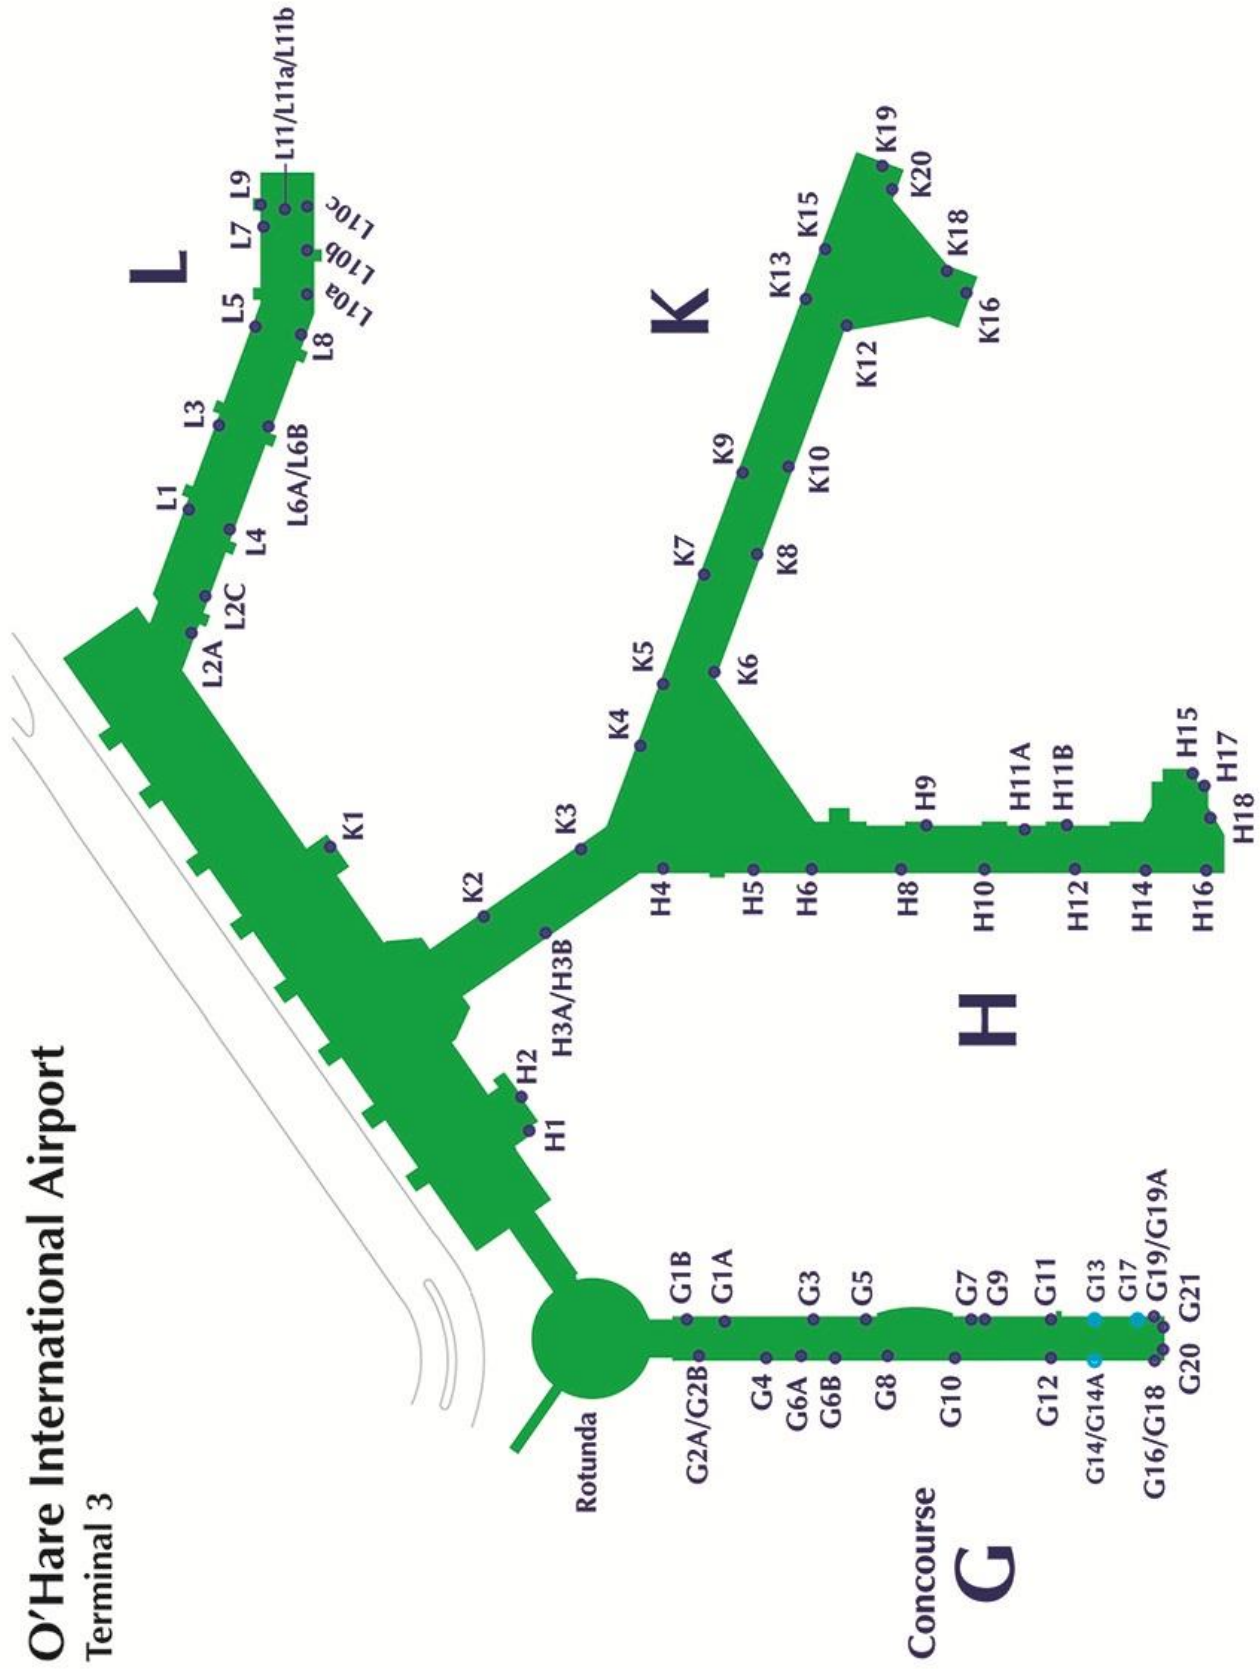 O'Hare International Airport
Terminal 3
L
L11/L11a/L11b
L9
L7
L5
L3
L1
L10c
L10b
L10a
L8
L6A/L6B
L4
L2C
L2A
K
K19
K20
K15
K13
K18
K16
K12
K9
K10
K7
K8
K5
K6
K4
K3
K2
K1
H
H1
H2
H3A/H3B
H4
H5
H6
H8
H9
H10
H11A
H11B
H12
H14
H15
H16
H17
H18
Rotunda
Concourse
G
G1B
G1A
G2A/G2B
G3
G4
G5
G6A
G6B
G7
G8
G9
G10
G11
G12
G13
G14/G14A
G17
G16/G18
G19/G19A
G20
G21